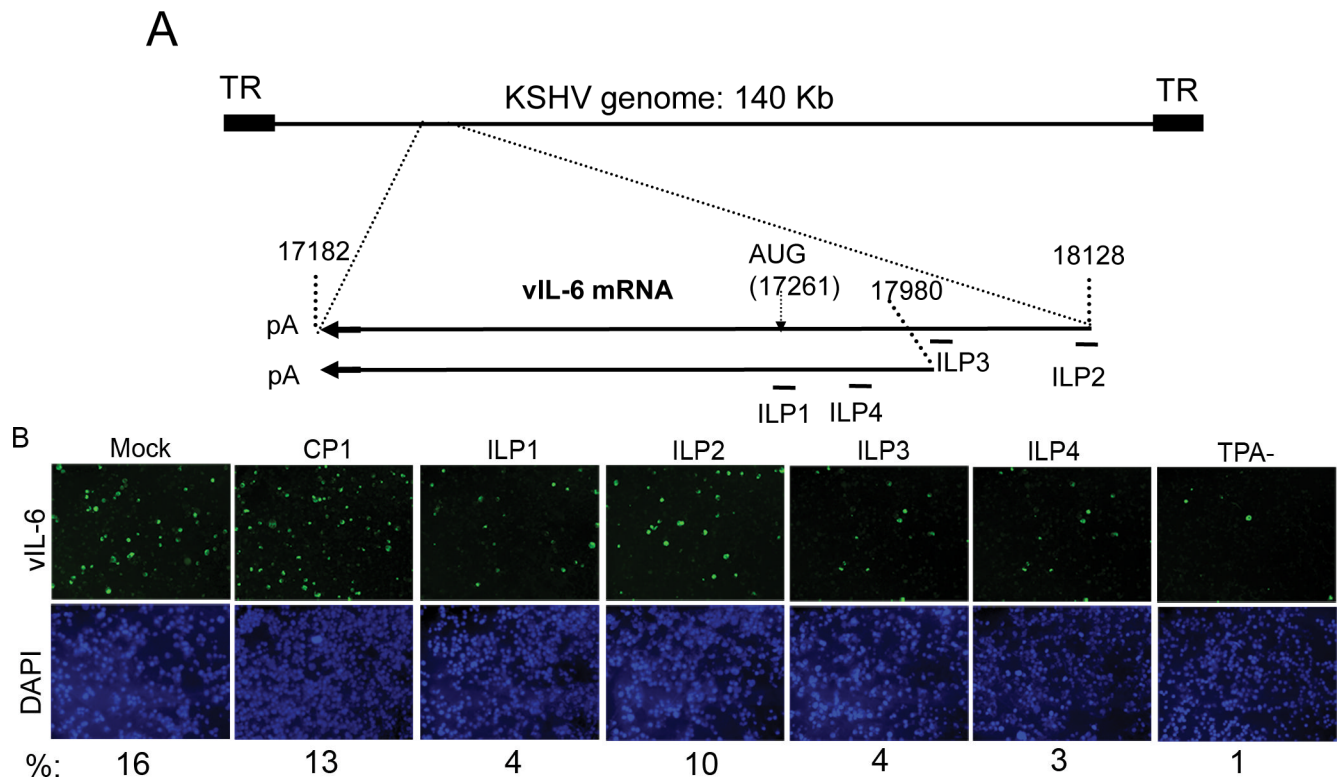 A
TR
KSHV genome: 140 Kb
TR
17182
vIL-6 mRNA
AUG
(17261)
17980
18128
pA
pA
ILP3
ILP2
ILP1
ILP4
B
Mock
CP1
ILP1
ILP2
ILP3
ILP4
TPA-
vIL-6
DAPI
%: 16 13 4 10 4 3 1